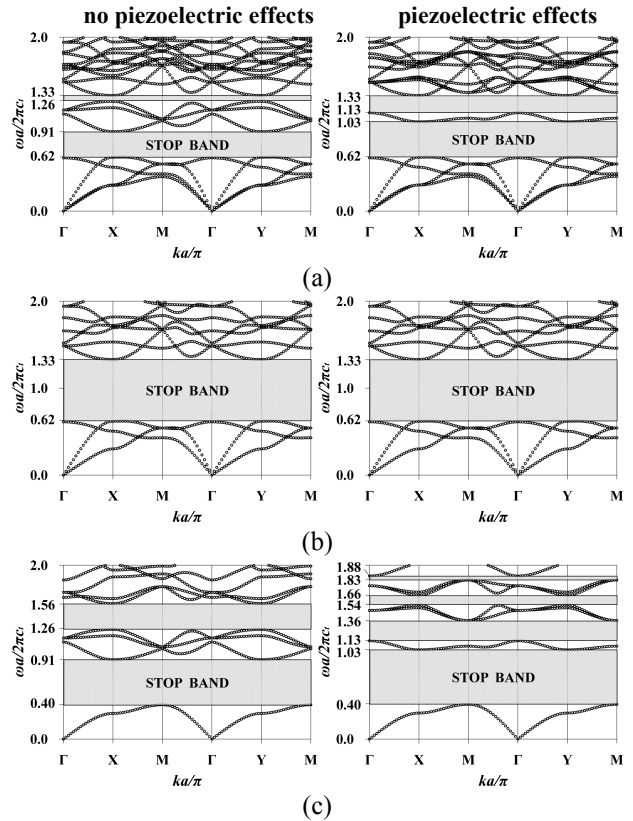 no piezoelectric effects
piezoelectric effects
ωa/2πcₜ
2.0
1.33
1.26
0.91
0.62
0.0
STOP BAND
Γ X M Γ Y M
ka/π
ωa/2πcₜ
2.0
1.33
1.13
1.03
0.62
0.0
STOP BAND
Γ X M Γ Y M
ka/π
(a)
ωa/2πcₜ
2.0
1.33
1.0
0.62
0.0
STOP BAND
Γ X M Γ Y M
ka/π
ωa/2πcₜ
2.0
1.33
1.0
0.62
0.0
STOP BAND
Γ X M Γ Y M
ka/π
(b)
ωa/2πcₜ
2.0
1.56
1.26
0.91
0.40
0.0
STOP BAND
Γ X M Γ Y M
ka/π
ωa/2πcₜ
1.88
1.83
1.66
1.54
1.36
1.13
1.03
0.40
0.0
STOP BAND
Γ X M Γ Y M
ka/π
(c)